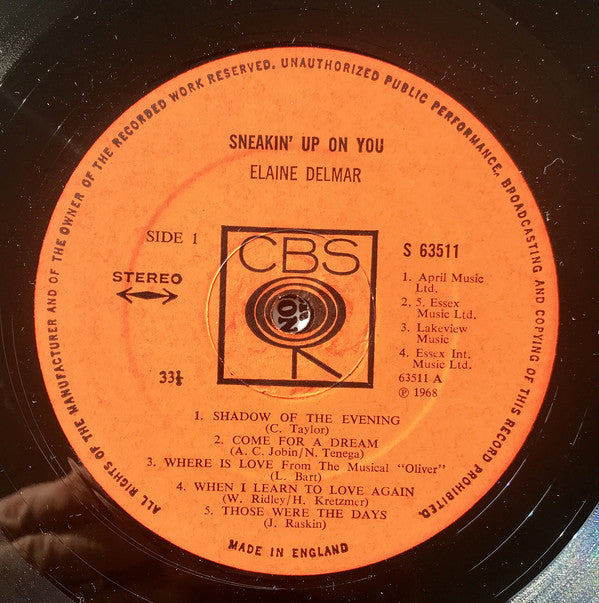 ALL RIGHTS OF THE MANUFACTURER AND OF THE OWNER OF THE RECORDED WORK RESERVED. UNAUTHORIZED PUBLIC PERFORMANCE, BROADCASTING AND COPYING OF THIS RECORD PROHIBITED.
SNEAKIN' UP ON YOU
ELAINE DELMAR
SIDE 1
CBS
S 63511
STEREO
1. April Music
Ltd.
2, 5. Essex
Music Ltd.
3. Lakeview
Music
4. Essex Int.
Music Ltd.
33⅓
63511 A
℗ 1968
1. SHADOW OF THE EVENING
(C. Taylor)
2. COME FOR A DREAM
(A. C. Jobin/N. Tenega)
3. WHERE IS LOVE From The Musical "Oliver"
(L. Bart)
4. WHEN I LEARN TO LOVE AGAIN
(W. Ridley/H. Kretzmer)
5. THOSE WERE THE DAYS
(J. Raskin)
MADE IN ENGLAND